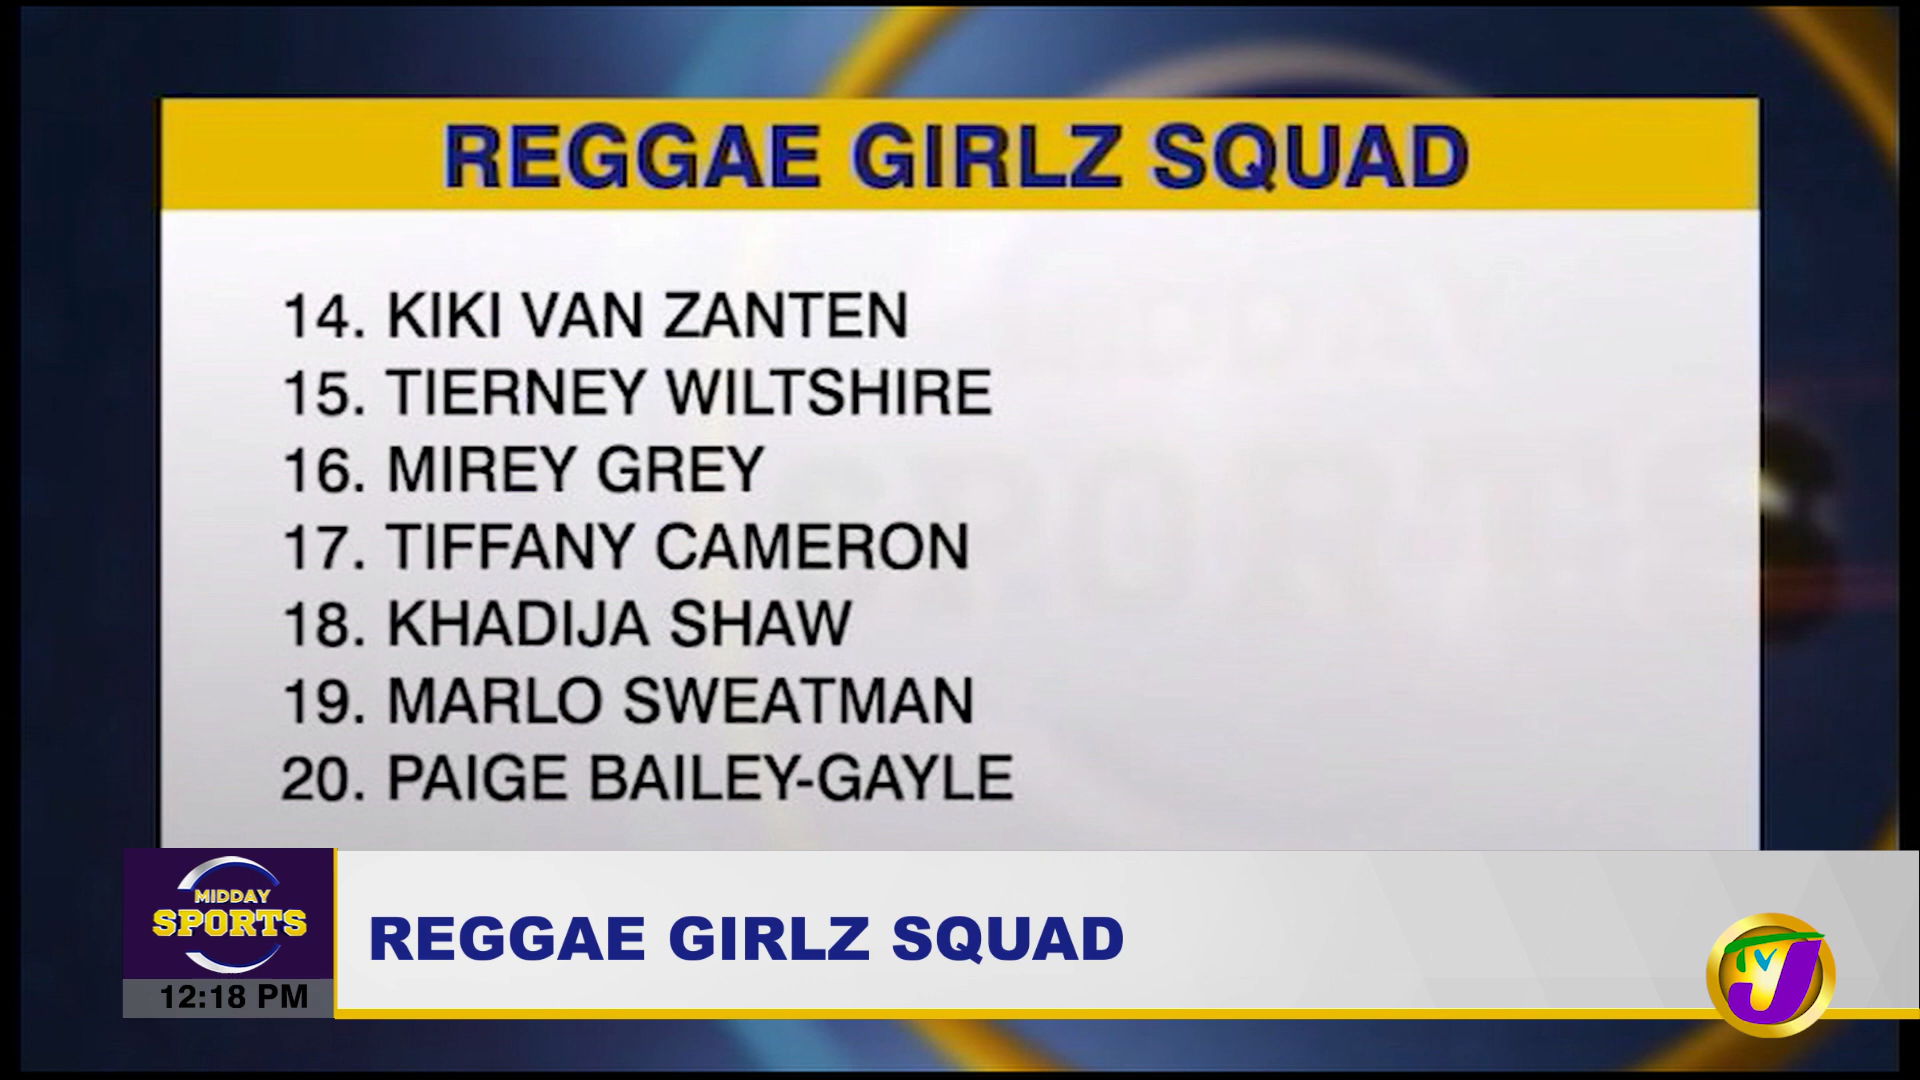 REGGAE GIRLZ SQUAD
14. KIKI VAN ZANTEN
15. TIERNEY WILTSHIRE
16. MIREY GREY
17. TIFFANY CAMERON
18. KHADIJA SHAW
19. MARLO SWEATMAN
20. PAIGE BAILEY-GAYLE
MIDDAY
SPORTS
12:18 PM
REGGAE GIRLZ SQUAD
TVJ